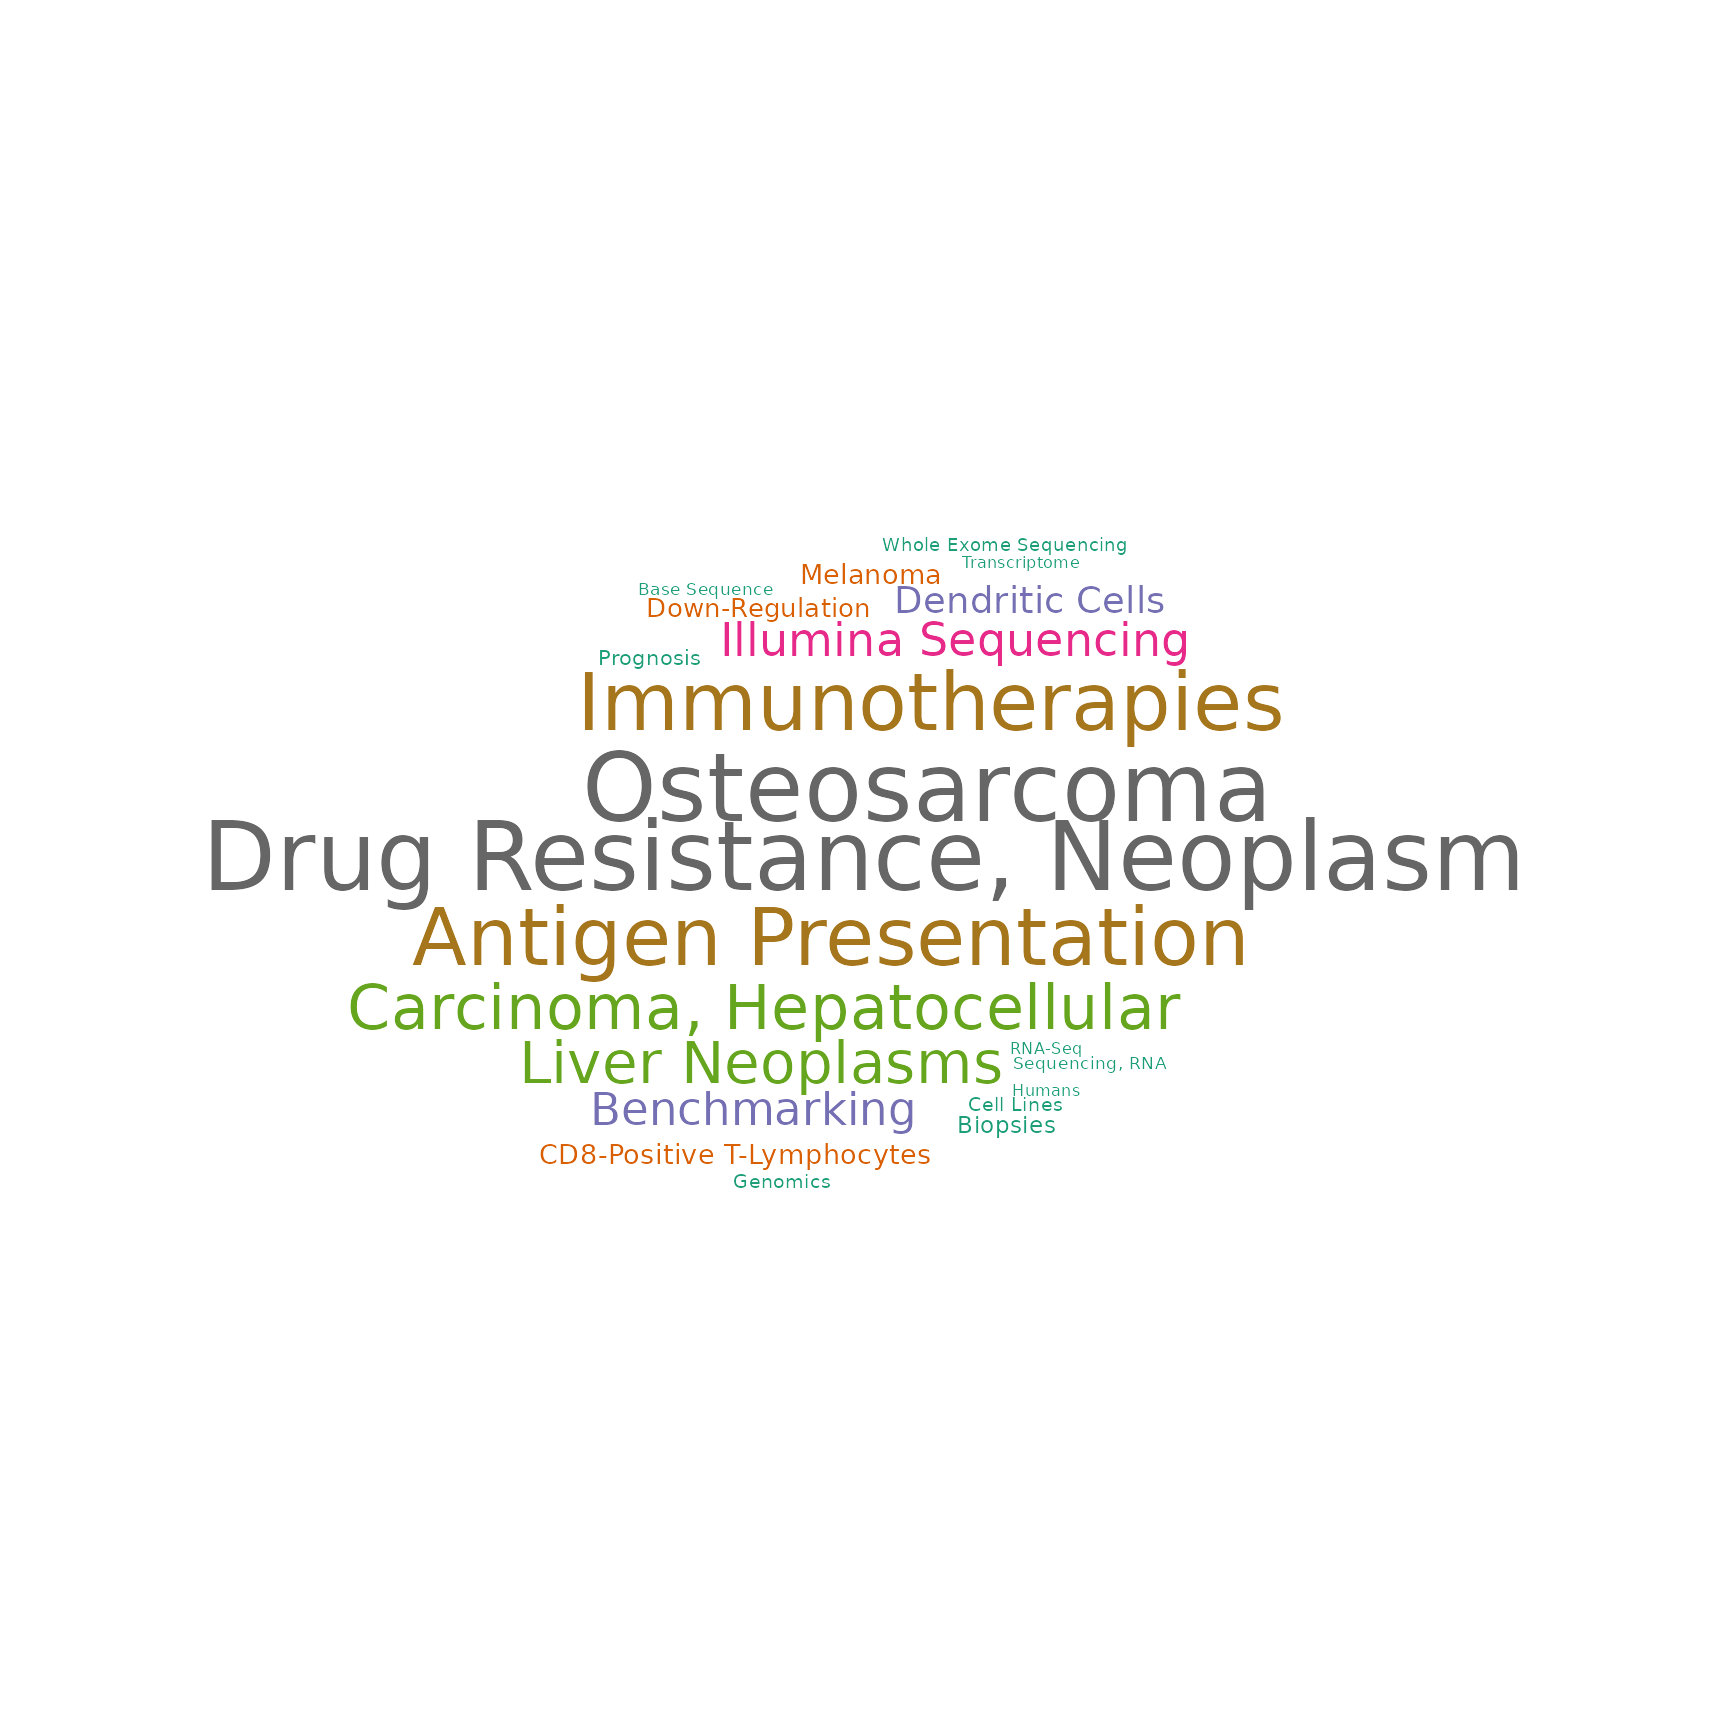 Whole Exome Sequencing
Transcriptome
Melanoma
Base Sequence
Dendritic Cells
Down-Regulation
Illumina Sequencing
Prognosis
Immunotherapies
Osteosarcoma
Drug Resistance, Neoplasm
Antigen Presentation
Carcinoma, Hepatocellular
Liver Neoplasms
RNA-Seq
Sequencing, RNA
Humans
Benchmarking
Cell Lines
Biopsies
CD8-Positive T-Lymphocytes
Genomics